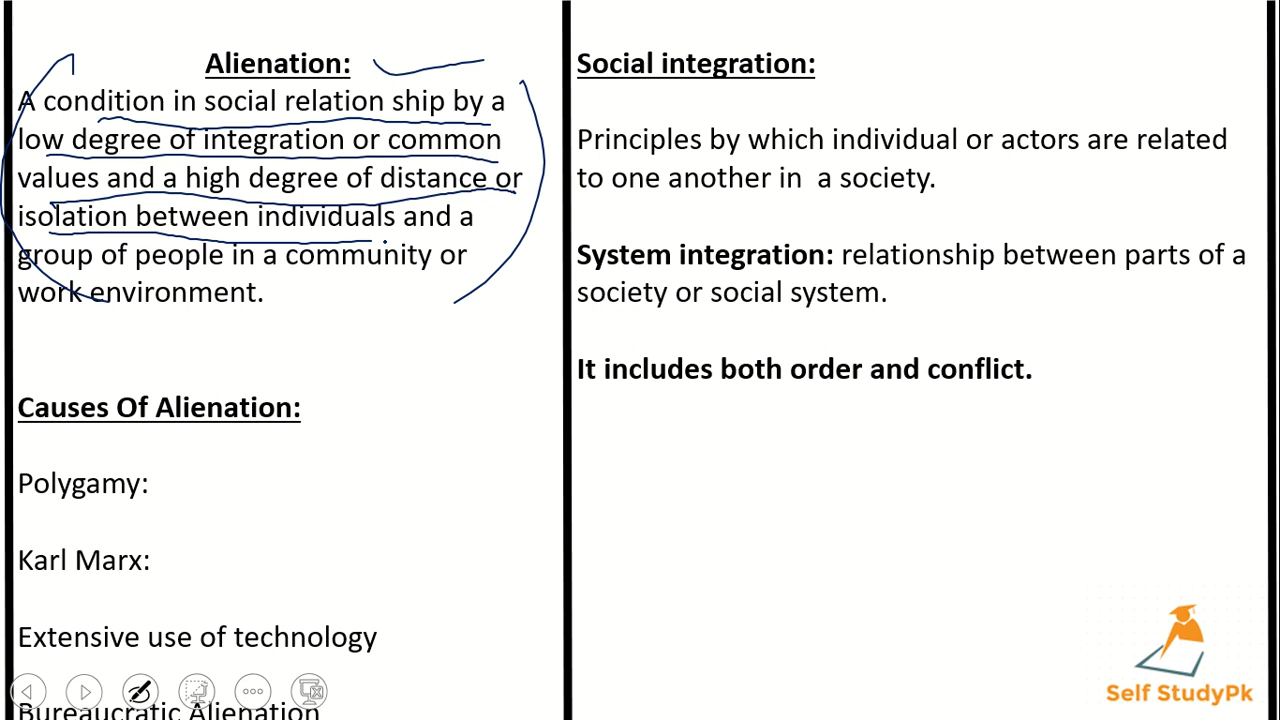 Alienation:
A condition in social relation ship by a
low degree of integration or common
values and a high degree of distance or
isolation between individuals and a
group of people in a community or
work environment.
Causes Of Alienation:
Polygamy:
Karl Marx:
Extensive use of technology
Bureaucratic Alienation
Social integration:
Principles by which individual or actors are related
to one another in a society.
System integration: relationship between parts of a
society or social system.
It includes both order and conflict.
Self StudyPk